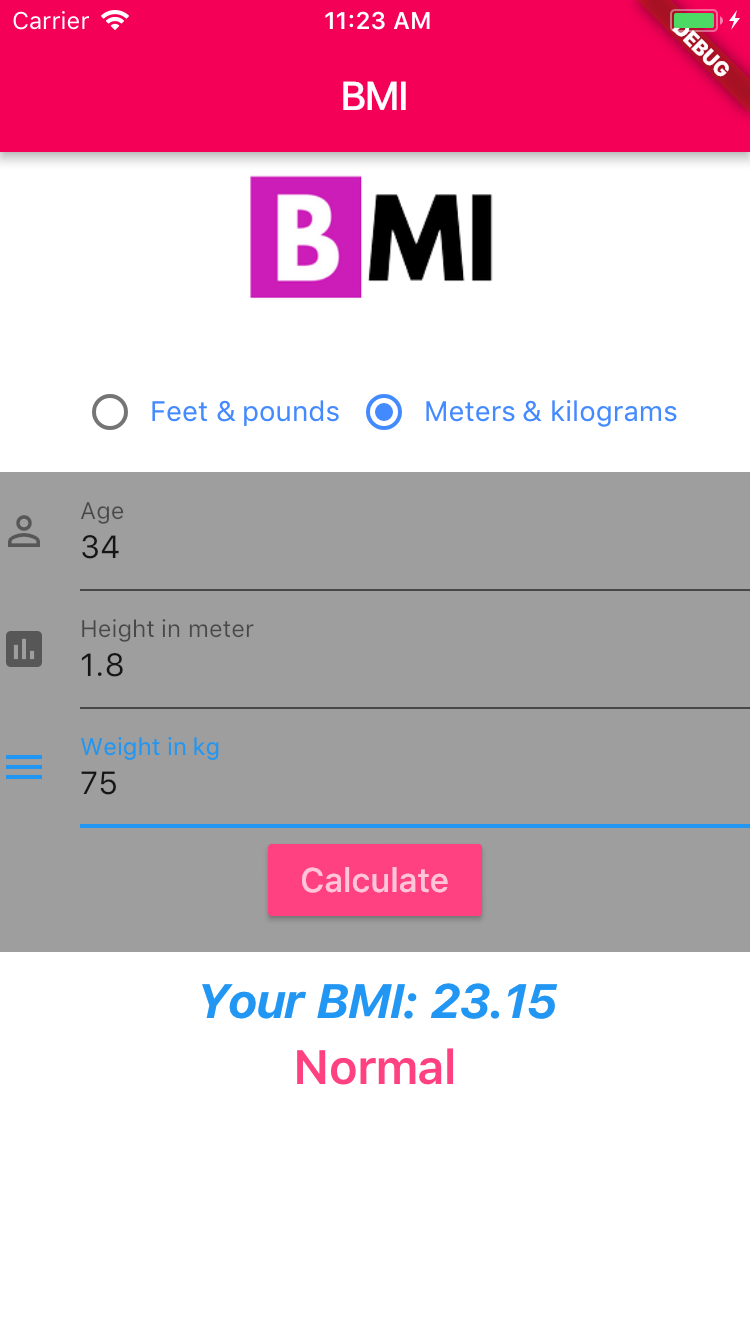 Carrier 11:23 AM
DEBUG
BMI
BMI
Feet & pounds Meters & kilograms
Age
34
Height in meter
1.8
Weight in kg
75
Calculate
Your BMI: 23.15
Normal